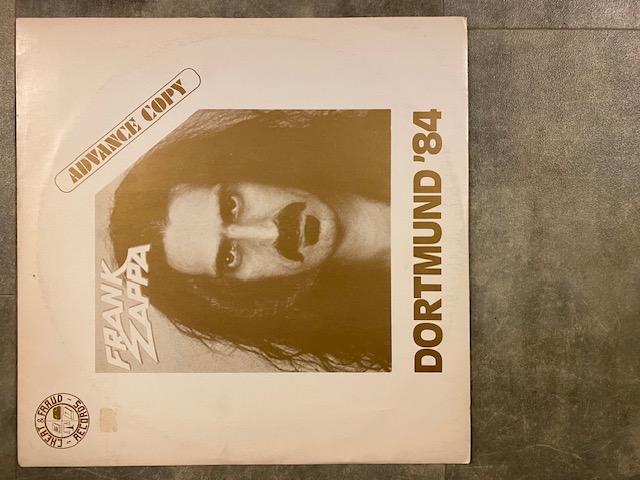 ADVANCE COPY
FRANK
ZAPPA
DORTMUND '84
CHEAT & FRAUD
RECORDS